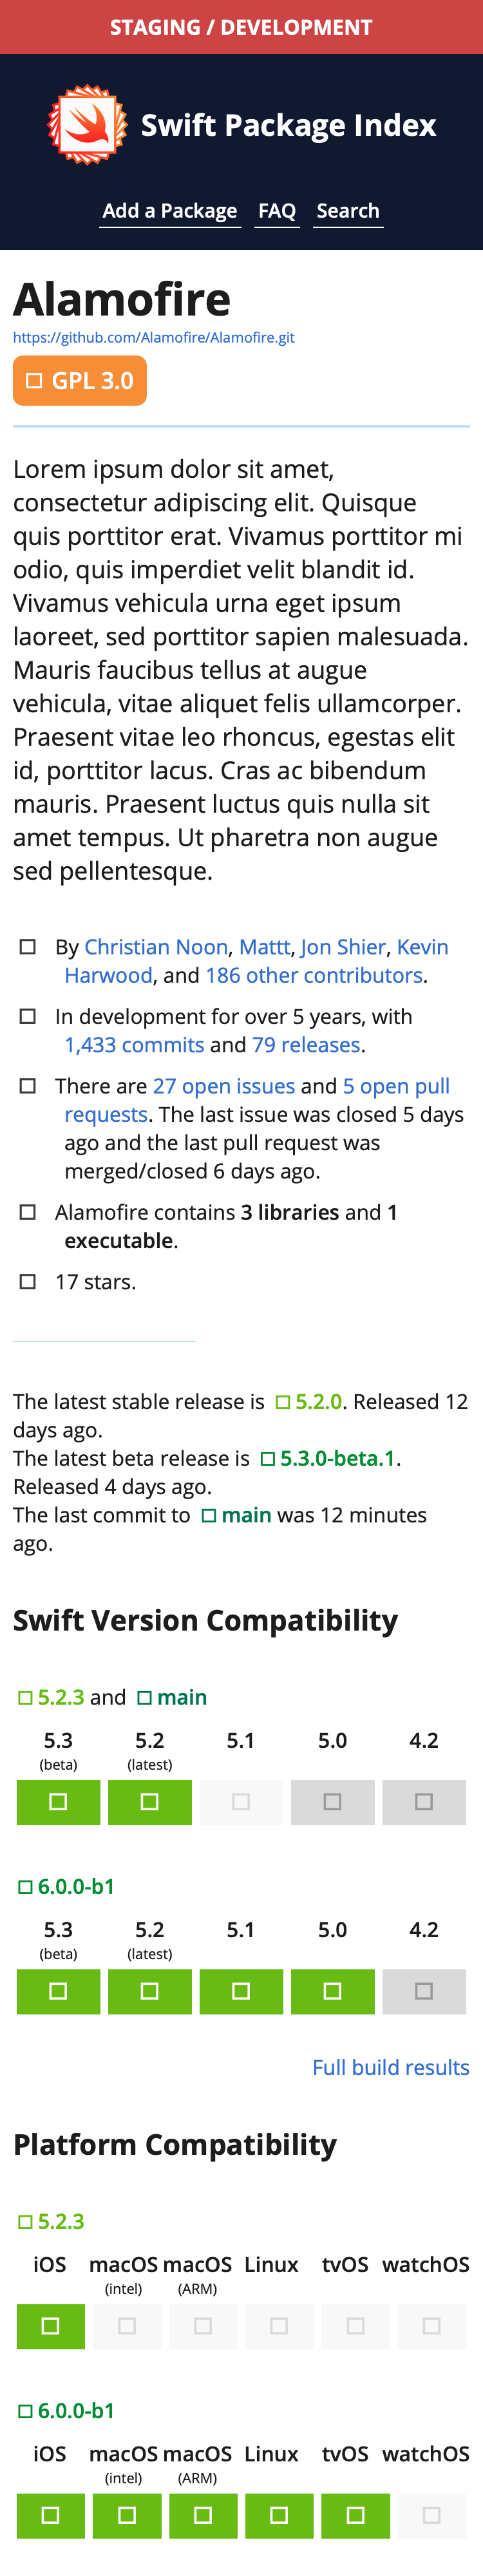 STAGING / DEVELOPMENT
Swift Package Index
Add a Package FAQ Search
Alamofire
https://github.com/Alamofire/Alamofire.git
GPL 3.0
Lorem ipsum dolor sit amet,
consectetur adipiscing elit. Quisque
quis porttitor erat. Vivamus porttitor mi
odio, quis imperdiet velit blandit id.
Vivamus vehicula urna eget ipsum
laoreet, sed porttitor sapien malesuada.
Mauris faucibus tellus at augue
vehicula, vitae aliquet felis ullamcorper.
Praesent vitae leo rhoncus, egestas elit
id, porttitor lacus. Cras ac bibendum
mauris. Praesent luctus quis nulla sit
amet tempus. Ut pharetra non augue
sed pellentesque.
By Christian Noon, Mattt, Jon Shier, Kevin
Harwood, and 186 other contributors.
In development for over 5 years, with
1,433 commits and 79 releases.
There are 27 open issues and 5 open pull
requests. The last issue was closed 5 days
ago and the last pull request was
merged/closed 6 days ago.
Alamofire contains 3 libraries and 1
executable.
17 stars.
The latest stable release is 5.2.0. Released 12
days ago.
The latest beta release is 5.3.0-beta.1.
Released 4 days ago.
The last commit to main was 12 minutes
ago.
Swift Version Compatibility
5.2.3 and main
5.3 5.2 5.1 5.0 4.2
(beta) (latest)
6.0.0-b1
5.3 5.2 5.1 5.0 4.2
(beta) (latest)
Full build results
Platform Compatibility
5.2.3
iOS macOS macOS Linux tvOS watchOS
(intel) (ARM)
6.0.0-b1
iOS macOS macOS Linux tvOS watchOS
(intel) (ARM)